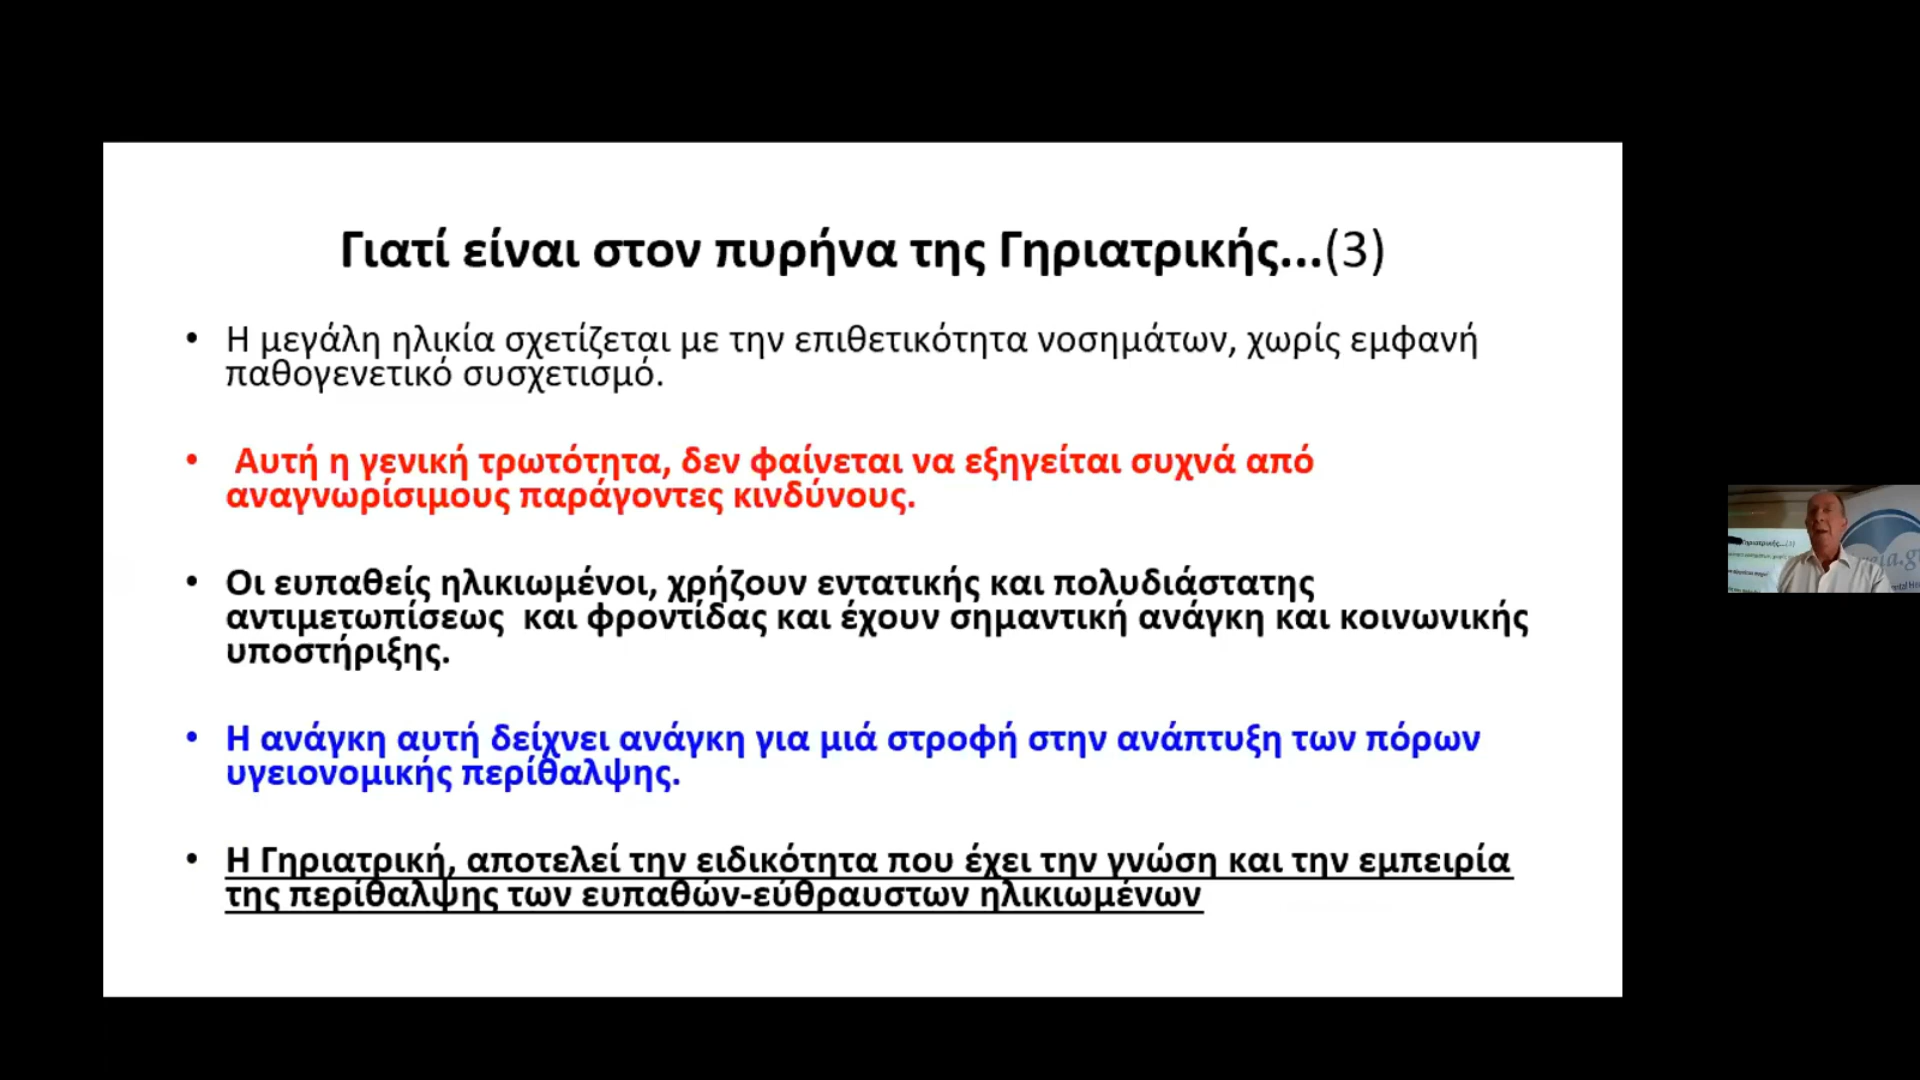 Γιατί είναι στον πυρήνα της Γηριατρικής...(3)
• Η μεγάλη ηλικία σχετίζεται με την επιθετικότητα νοσημάτων, χωρίς εμφανή
παθογενετικό συσχετισμό.
• Αυτή η γενική τρωτότητα, δεν φαίνεται να εξηγείται συχνά από
αναγνωρίσιμους παράγοντες κινδύνους.
• Οι ευπαθείς ηλικιωμένοι, χρήζουν εντατικής και πολυδιάστατης
αντιμετωπίσεως και φροντίδας και έχουν σημαντική ανάγκη και κοινωνικής
υποστήριξης.
• Η ανάγκη αυτή δείχνει ανάγκη για μιά στροφή στην ανάπτυξη των πόρων
υγειονομικής περίθαλψης.
• Η Γηριατρική, αποτελεί την ειδικότητα που έχει την γνώση και την εμπειρία
της περίθαλψης των ευπαθών-εύθραυστων ηλικιωμένων